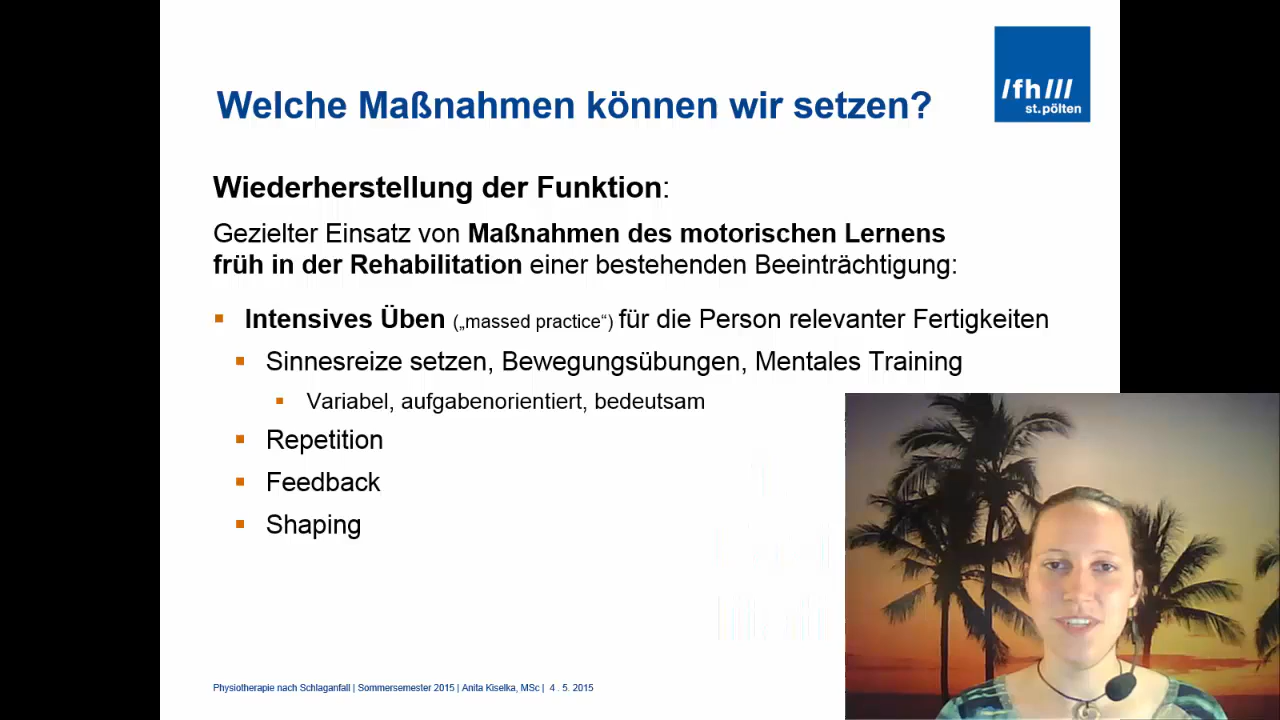 /fh///
st.pölten
Welche Maßnahmen können wir setzen?
Wiederherstellung der Funktion:
Gezielter Einsatz von Maßnahmen des motorischen Lernens
früh in der Rehabilitation einer bestehenden Beeinträchtigung:
Intensives Üben („massed practice“) für die Person relevanter Fertigkeiten
Sinnesreize setzen, Bewegungsübungen, Mentales Training
Variabel, aufgabenorientiert, bedeutsam
Repetition
Feedback
Shaping
Physiotherapie nach Schlaganfall | Sommersemester 2015 | Anita Kiselka, MSc | 4 . 5. 2015